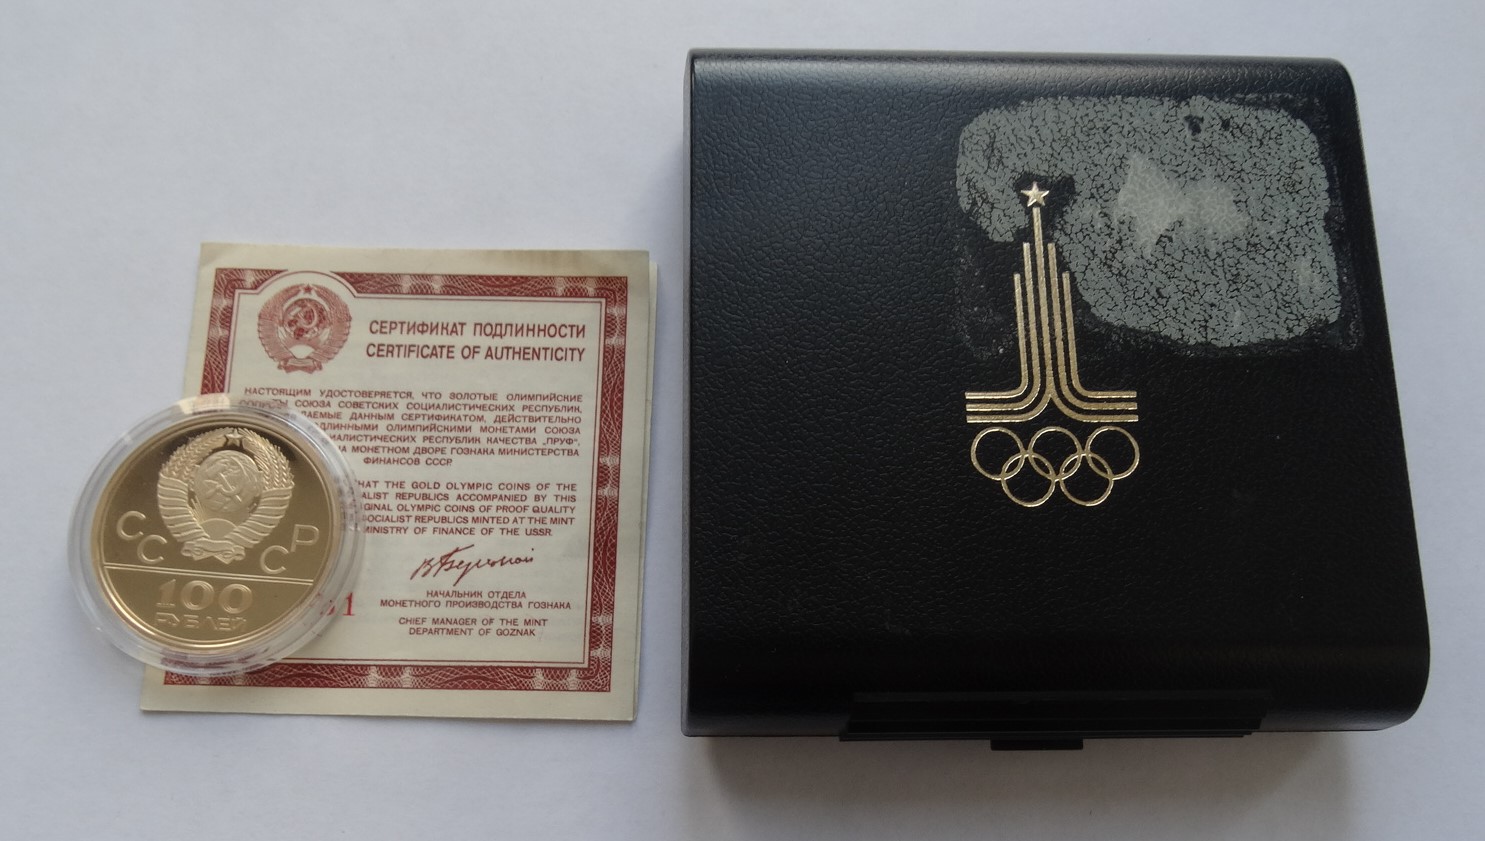 СЕРТИФИКАТ ПОДЛИННОСТИ
CERTIFICATE OF AUTHENTICITY
НАСТОЯЩИМ УДОСТОВЕРЯЕТСЯ, ЧТО ЗОЛОТЫЕ ОЛИМПИЙСКИЕ
СОЮЗА СОВЕТСКИХ СОЦИАЛИСТИЧЕСКИХ РЕСПУБЛИК,
ДАННЫМ СЕРТИФИКАТОМ, ДЕЙСТВИТЕЛЬНО
ОЛИМПИЙСКИМИ МОНЕТАМИ СОЮЗА
РЕСПУБЛИК КАЧЕСТВА „ПРУФ“,
НА МОНЕТНОМ ДВОРЕ ГОЗНАКА МИНИСТЕРСТВА
ФИНАНСОВ СССР.
THAT THE GOLD OLYMPIC COINS OF THE
REPUBLICS ACCOMPANIED BY THIS
OLYMPIC COINS OF PROOF QUALITY
SOCIALIST REPUBLICS MINTED AT THE MINT
MINISTRY OF FINANCE OF THE USSR.
НАЧАЛЬНИК ОТДЕЛА
МОНЕТНОГО ПРОИЗВОДСТВА ГОЗНАКА
CHIEF MANAGER OF THE MINT
DEPARTMENT OF GOZNAK
СССР
100
РУБЛЕЙ